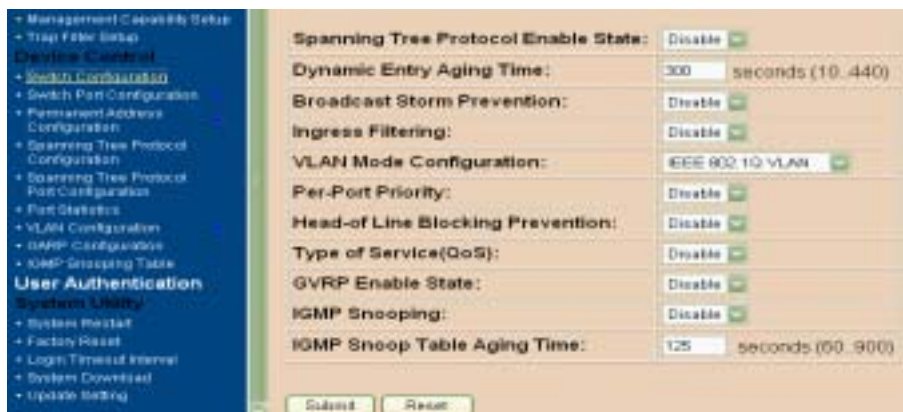 Management Capability Setup
Trap Filter Setup
Device Control
Switch Configuration
Switch Port Configuration
Permanent Address
Configuration
Spanning Tree Protocol
Configuration
Spanning Tree Protocol
Port Configuration
Port Statistics
VLAN Configuration
GARP Configuration
IGMP Snooping Table
User Authentication
System Utility
System Restart
Factory Reset
Login Timeout Interval
System Download
Update Setting
Spanning Tree Protocol Enable State: Disable
Dynamic Entry Aging Time: 300 seconds (10..440)
Broadcast Storm Prevention: Disable
Ingress Filtering: Disable
VLAN Mode Configuration: IEEE 802.1Q VLAN
Per-Port Priority: Disable
Head-of Line Blocking Prevention: Disable
Type of Service(QoS): Disable
GVRP Enable State: Disable
IGMP Snooping: Disable
IGMP Snoop Table Aging Time: 125 seconds (60..900)
Submit Reset